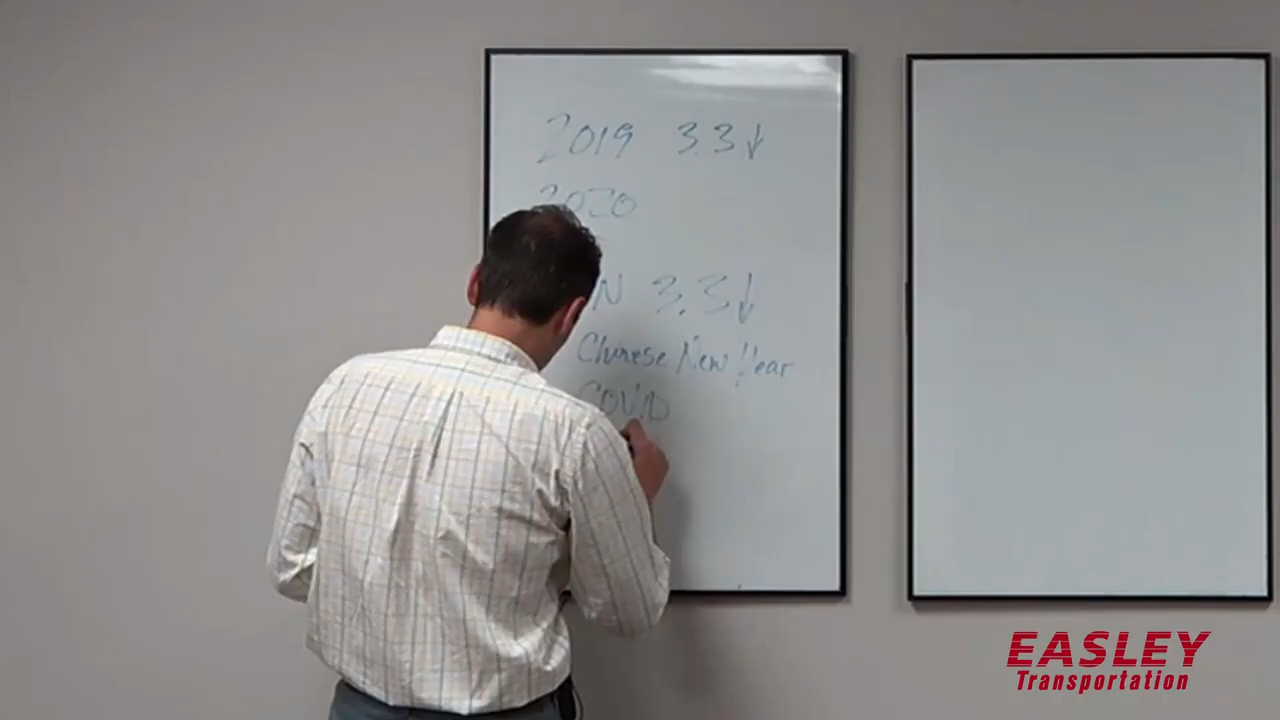 2019 3.3↓
2020
N 3.3↓
Chinese New Year
COVID
EASLEY
Transportation